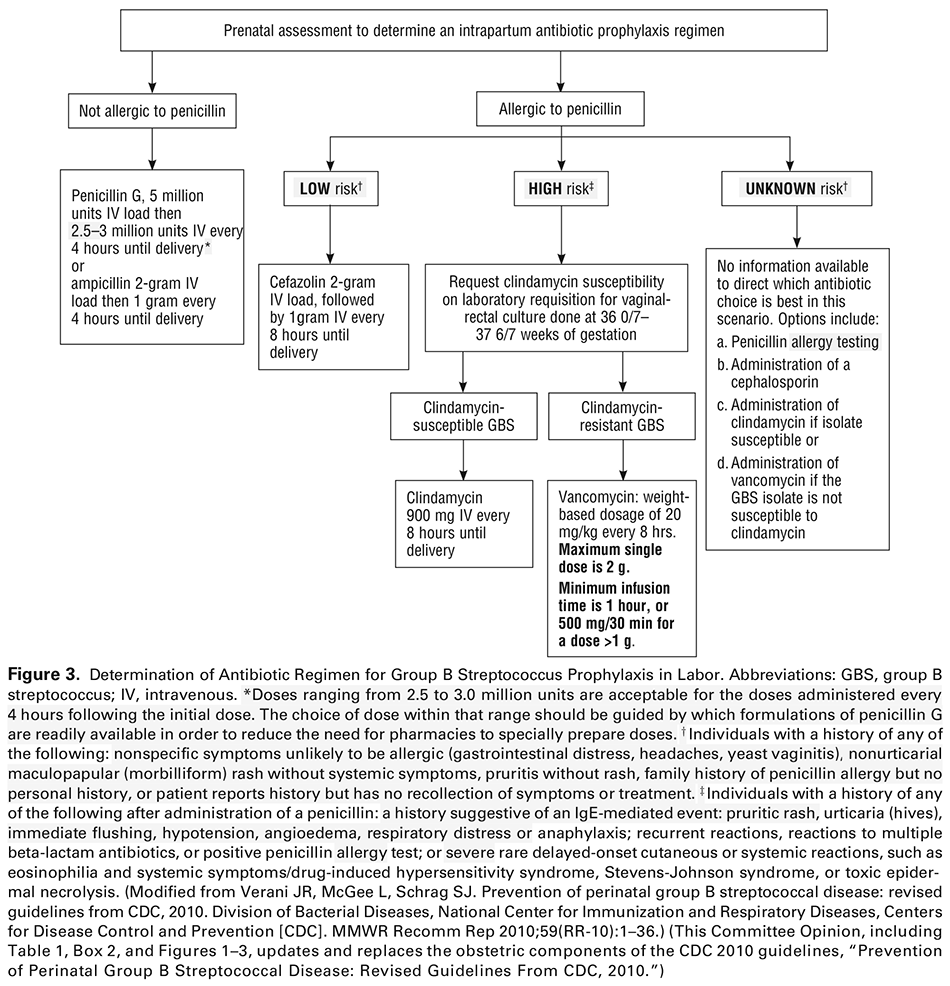 Prenatal assessment to determine an intrapartum antibiotic prophylaxis regimen
Not allergic to penicillin
Allergic to penicillin
Penicillin G, 5 million
units IV load then
2.5–3 million units IV every
4 hours until delivery*
or
ampicillin 2-gram IV
load then 1 gram every
4 hours until delivery
LOW risk†
HIGH risk‡
UNKNOWN risk†
Cefazolin 2-gram
IV load, followed
by 1gram IV every
8 hours until
delivery
Request clindamycin susceptibility
on laboratory requisition for vaginal-
rectal culture done at 36 0/7–
37 6/7 weeks of gestation
No information available
to direct which antibiotic
choice is best in this
scenario. Options include:
a. Penicillin allergy testing
b. Administration of a
cephalosporin
c. Administration of
clindamycin if isolate
susceptible or
d. Administration of
vancomycin if the
GBS isolate is not
susceptible to
clindamycin
Clindamycin-
susceptible GBS
Clindamycin-
resistant GBS
Clindamycin
900 mg IV every
8 hours until
delivery
Vancomycin: weight-
based dosage of 20
mg/kg every 8 hrs.
Maximum single
dose is 2 g.
Minimum infusion
time is 1 hour, or
500 mg/30 min for
a dose >1 g.
Figure 3. Determination of Antibiotic Regimen for Group B Streptococcus Prophylaxis in Labor. Abbreviations: GBS, group B
streptococcus; IV, intravenous. *Doses ranging from 2.5 to 3.0 million units are acceptable for the doses administered every
4 hours following the initial dose. The choice of dose within that range should be guided by which formulations of penicillin G
are readily available in order to reduce the need for pharmacies to specially prepare doses. †Individuals with a history of any of
the following: nonspecific symptoms unlikely to be allergic (gastrointestinal distress, headaches, yeast vaginitis), nonurticarial
maculopapular (morbilliform) rash without systemic symptoms, pruritis without rash, family history of penicillin allergy but no
personal history, or patient reports history but has no recollection of symptoms or treatment. ‡Individuals with a history of any
of the following after administration of a penicillin: a history suggestive of an IgE-mediated event: pruritic rash, urticaria (hives),
immediate flushing, hypotension, angioedema, respiratory distress or anaphylaxis; recurrent reactions, reactions to multiple
beta-lactam antibiotics, or positive penicillin allergy test; or severe rare delayed-onset cutaneous or systemic reactions, such as
eosinophilia and systemic symptoms/drug-induced hypersensitivity syndrome, Stevens-Johnson syndrome, or toxic epider-
mal necrolysis. (Modified from Verani JR, McGee L, Schrag SJ. Prevention of perinatal group B streptococcal disease: revised
guidelines from CDC, 2010. Division of Bacterial Diseases, National Center for Immunization and Respiratory Diseases, Centers
for Disease Control and Prevention [CDC]. MMWR Recomm Rep 2010;59(RR-10):1–36.) (This Committee Opinion, including
Table 1, Box 2, and Figures 1–3, updates and replaces the obstetric components of the CDC 2010 guidelines, “Prevention
of Perinatal Group B Streptococcal Disease: Revised Guidelines From CDC, 2010.”)